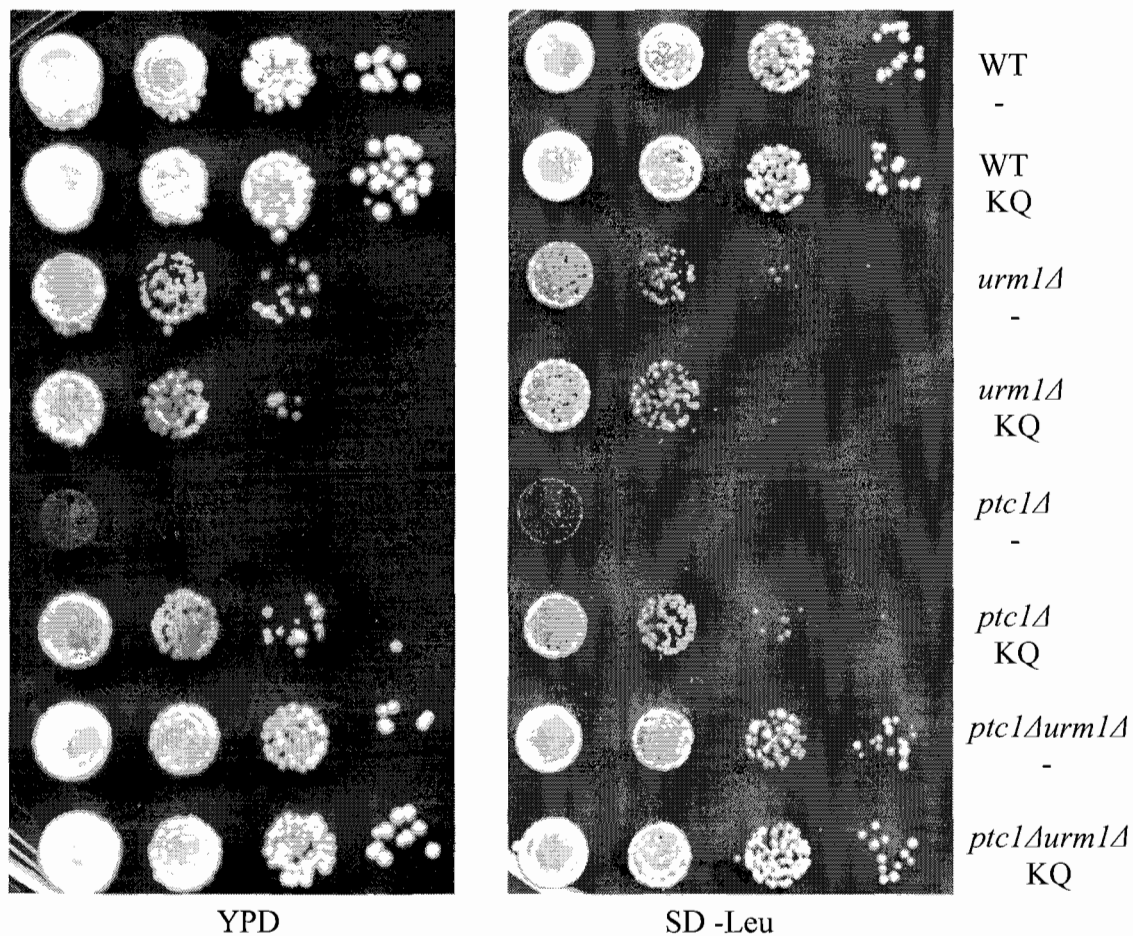 WT
-
WT
KQ
urm1Δ
-
urm1Δ
KQ
ptc1Δ
-
ptc1Δ
KQ
ptc1Δurm1Δ
-
ptc1Δurm1Δ
KQ
YPD
SD -Leu